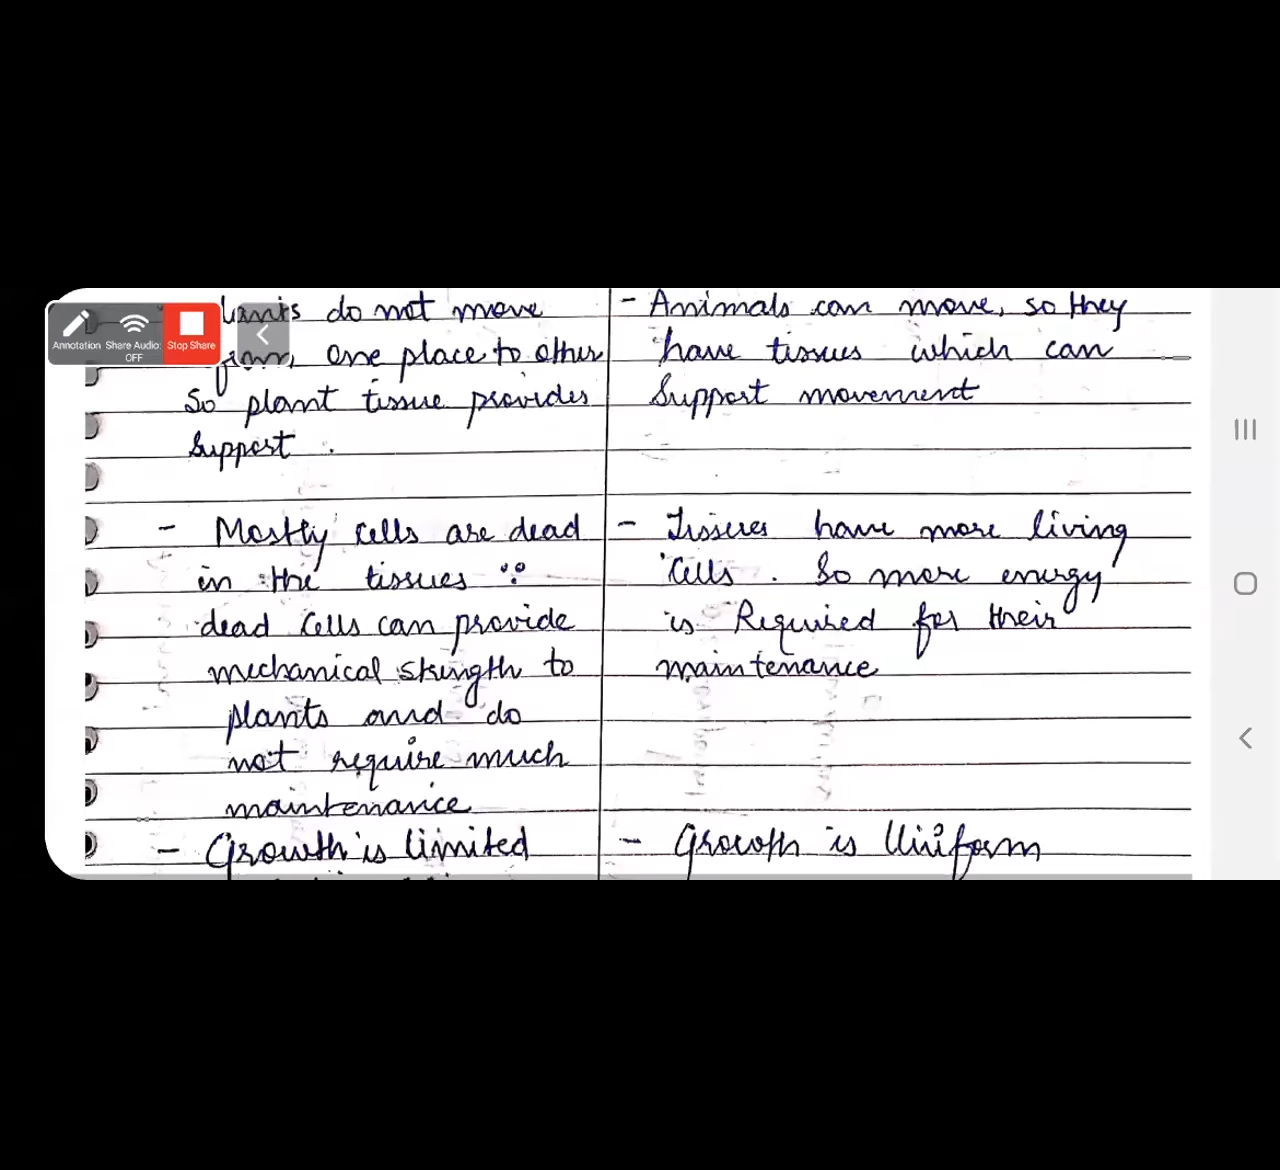 Plants do not move
from, one place to other
So plant tissue provides
support.
- Mostly cells are dead
in the tissues ∵
dead cells can provide
mechanical strength to
plants and do
not require much
maintenance
- Growth is limited
- Animals can move, so they
have tissues which can
support movement
- Tissues have more living
cells. So more energy
is Required for their
maintenance
- Growth is Uniform
Annotation
Share Audio:
OFF
Stop Share